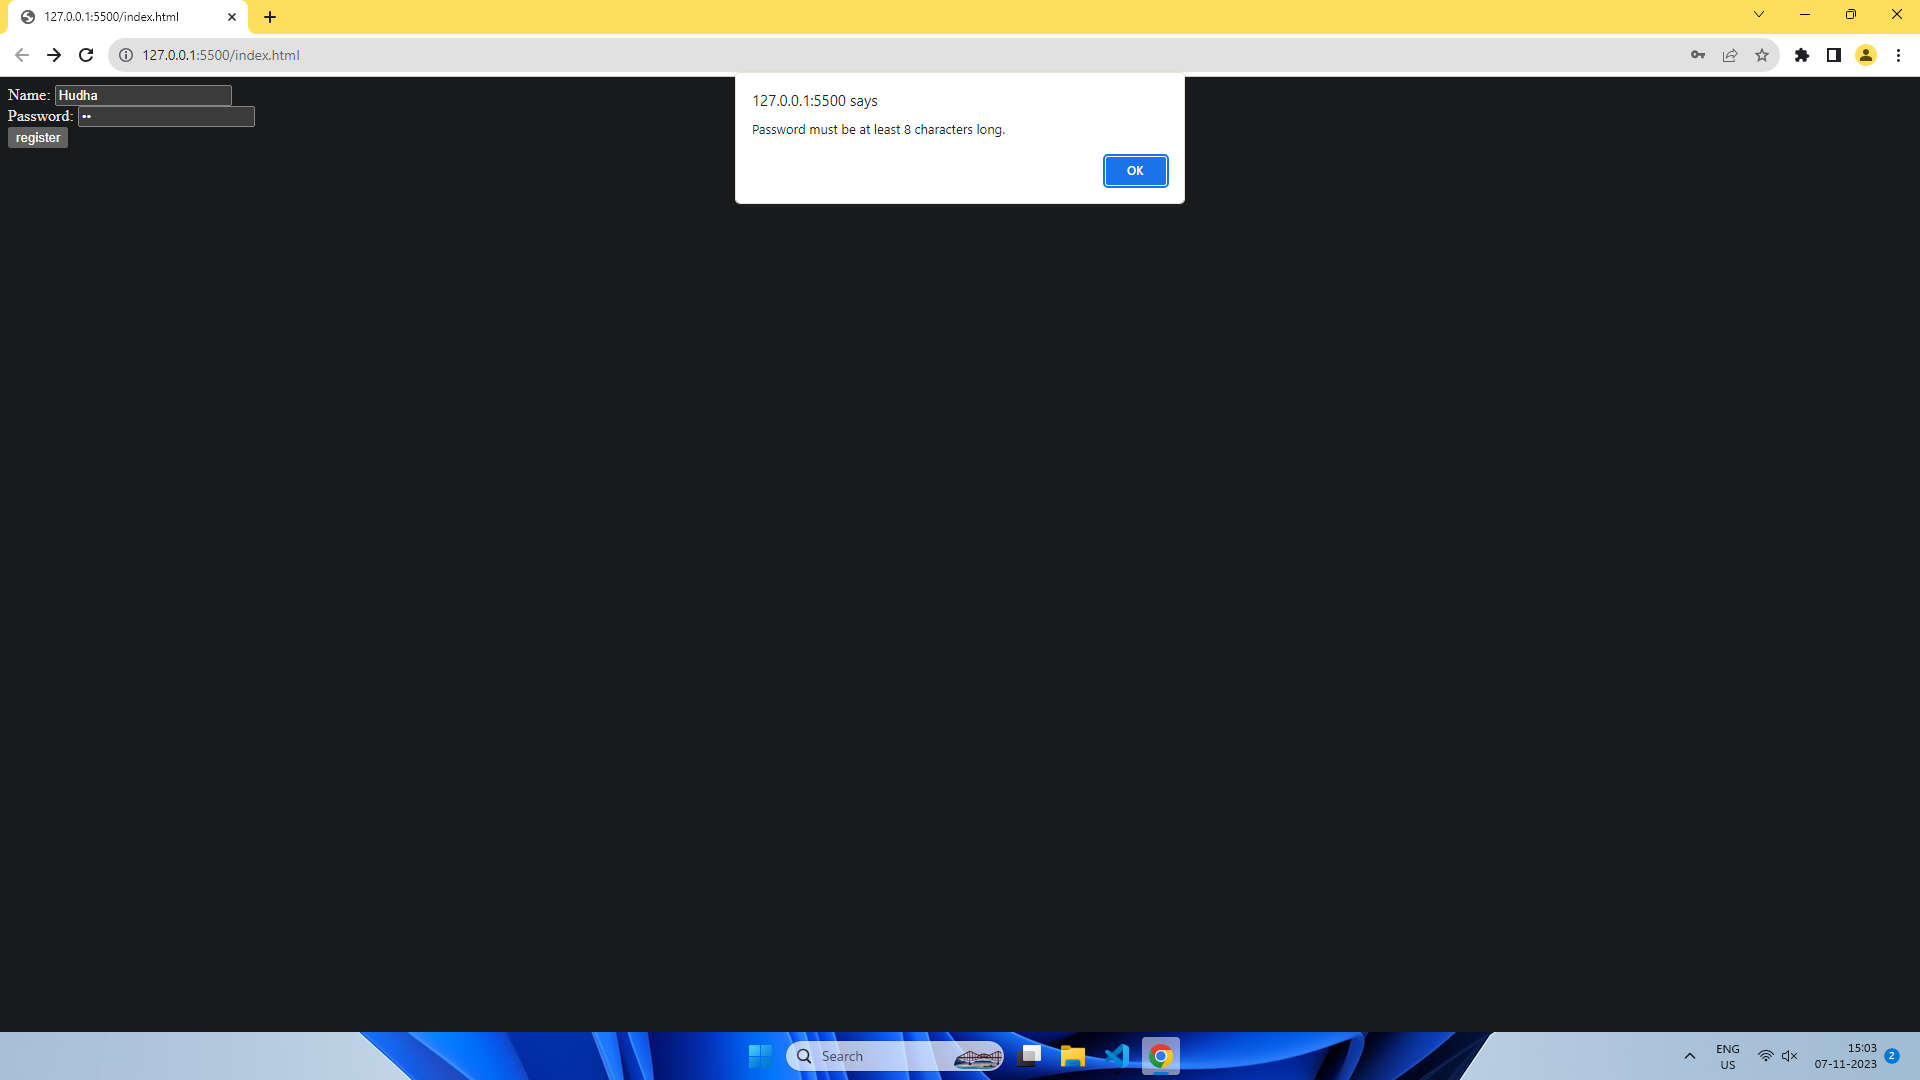 127.0.0.1:5500/index.html
127.0.0.1:5500/index.html
Name: Hudha
Password: ••
register
127.0.0.1:5500 says
Password must be at least 8 characters long.
OK
Search
ENG
US
15:03
07-11-2023
2